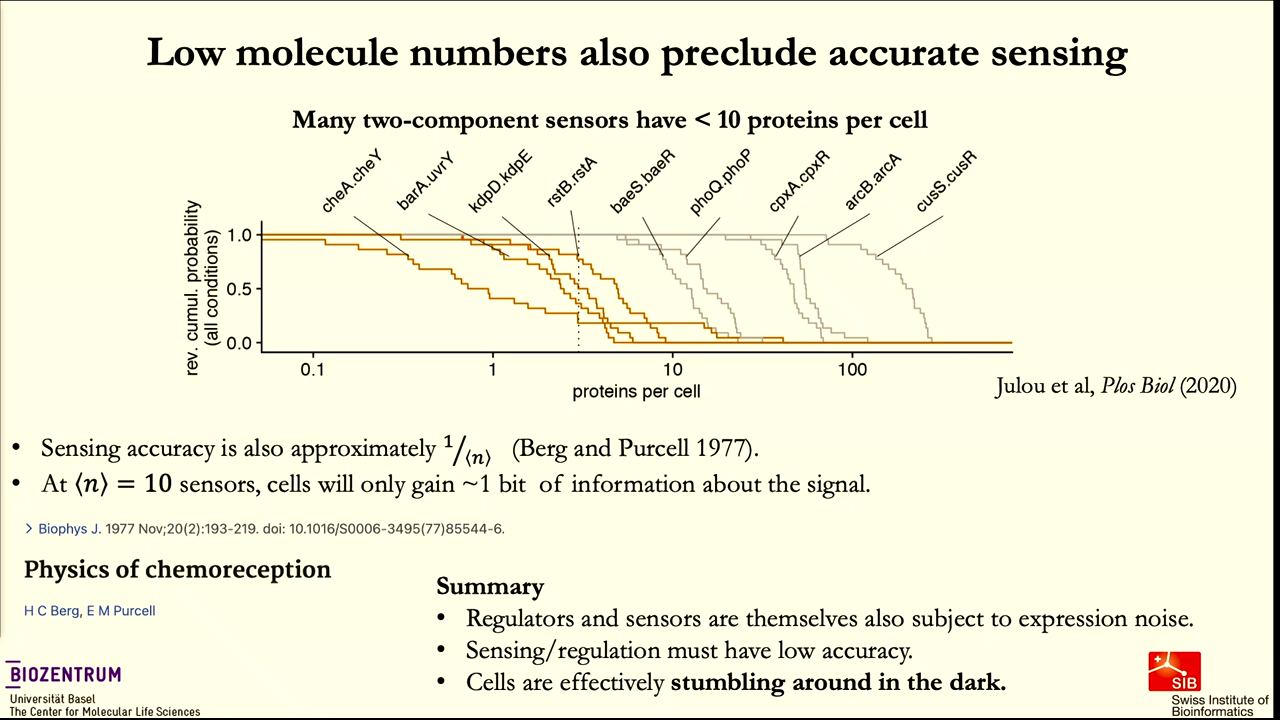 Low molecule numbers also preclude accurate sensing
Many two-component sensors have < 10 proteins per cell
cheA.cheY
barA.uvrY
kdpD.kdpE
rstB.rstA
baeS.baeR
phoQ.phoP
cpxA.cpxR
arcB.arcA
cusS.cusR
rev. cumul. probability
(all conditions)
1.0
0.5
0.0
0.1 1 10 100
proteins per cell
Julou et al, Plos Biol (2020)
• Sensing accuracy is also approximately 1/⟨n⟩ (Berg and Purcell 1977).
• At ⟨n⟩ = 10 sensors, cells will only gain ~1 bit of information about the signal.
> Biophys J. 1977 Nov;20(2):193-219. doi: 10.1016/S0006-3495(77)85544-6.
Physics of chemoreception
H C Berg, E M Purcell
Summary
• Regulators and sensors are themselves also subject to expression noise.
• Sensing/regulation must have low accuracy.
• Cells are effectively stumbling around in the dark.
BIOZENTRUM
Universität Basel
The Center for Molecular Life Sciences
SIB
Swiss Institute of
Bioinformatics